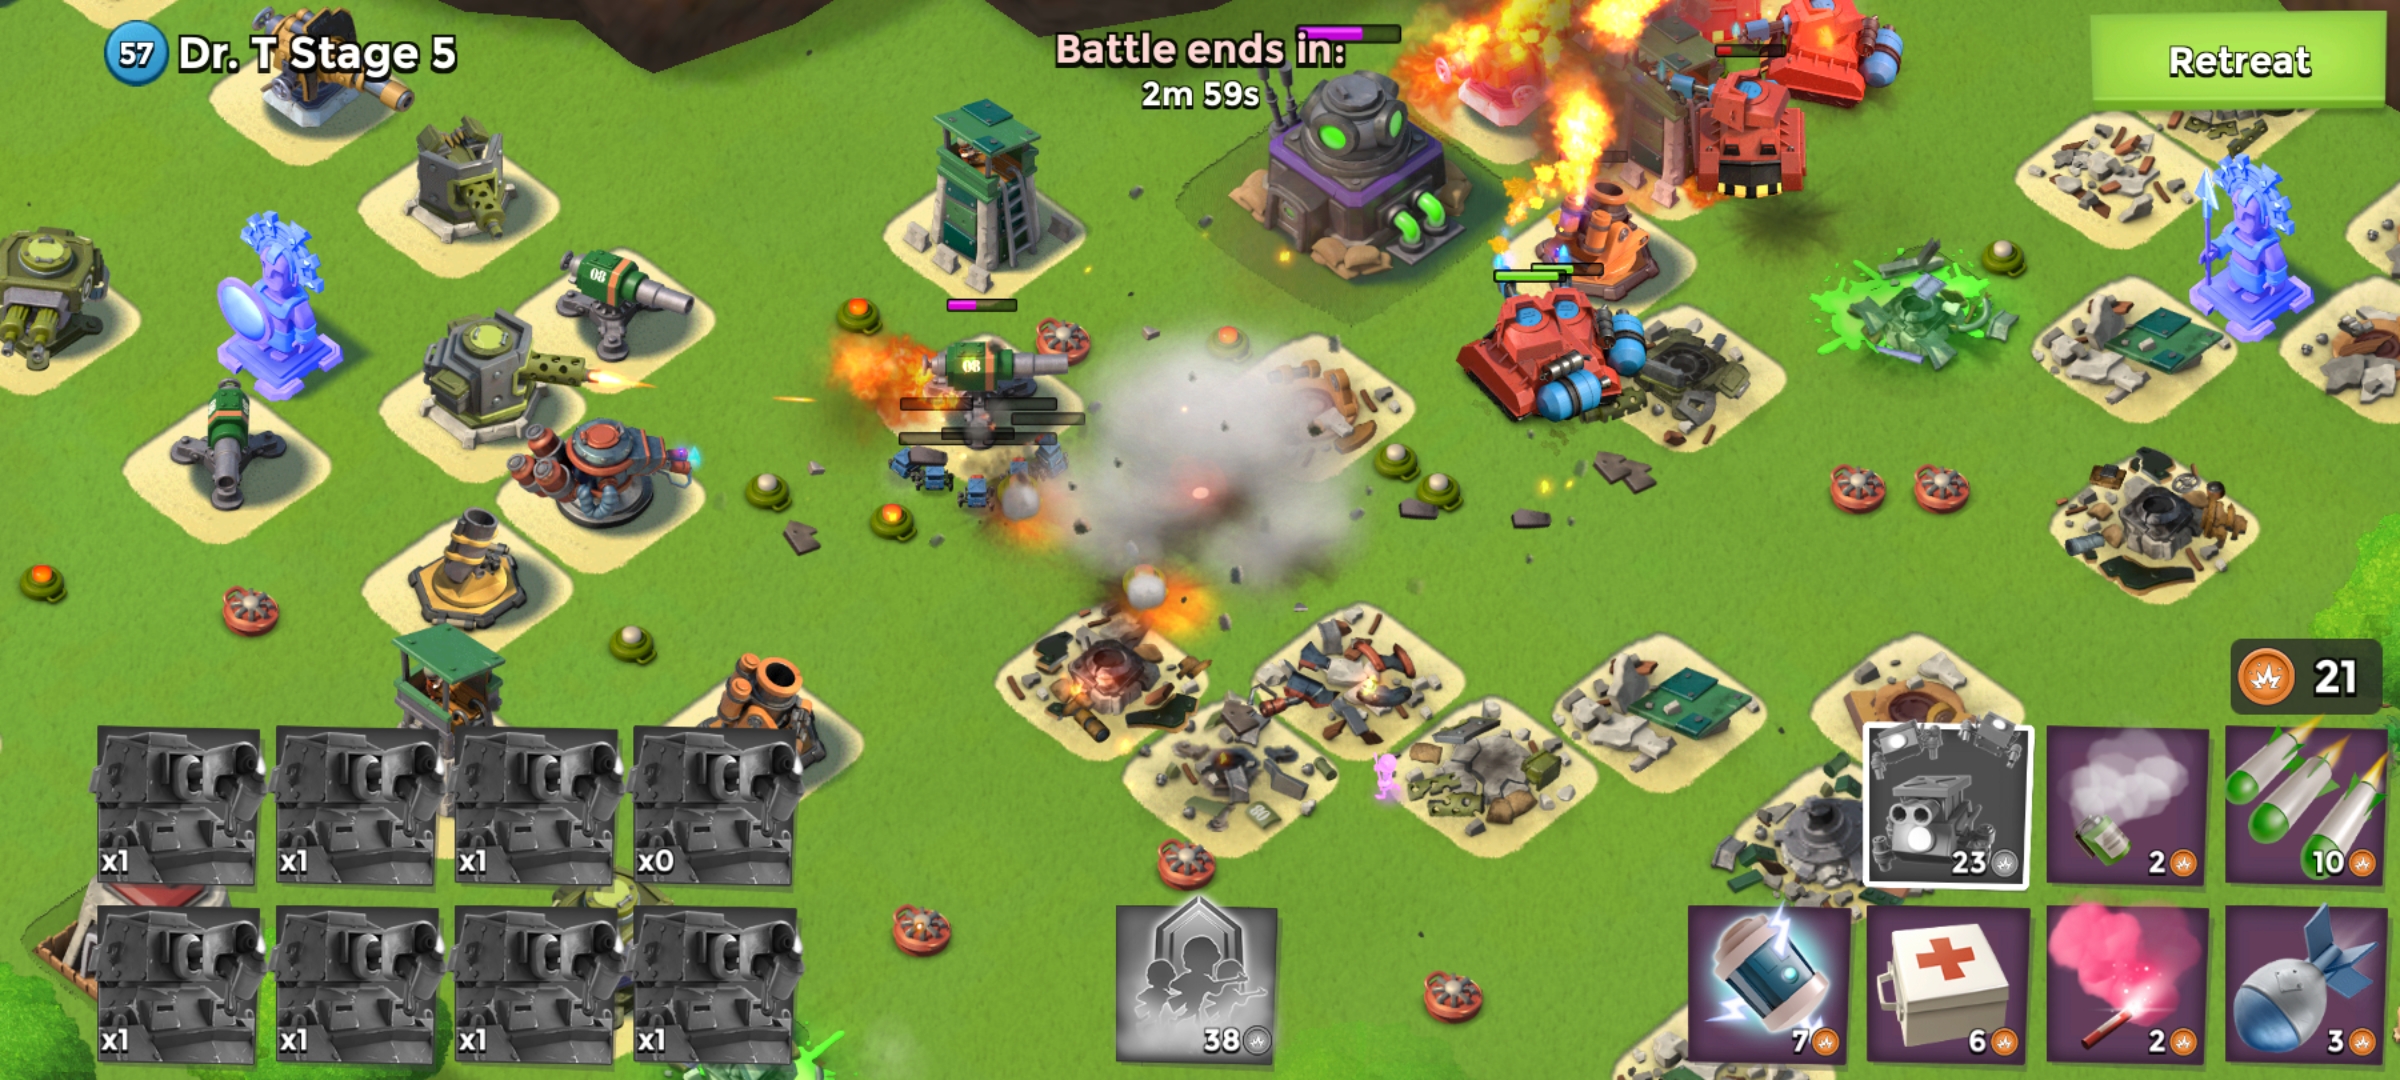 57 Dr. T Stage 5
Battle ends in:
2m 59s
Retreat
08
08
80
21
x1
x1
x1
x0
23
2
10
x1
x1
x1
x1
38
7
6
2
3